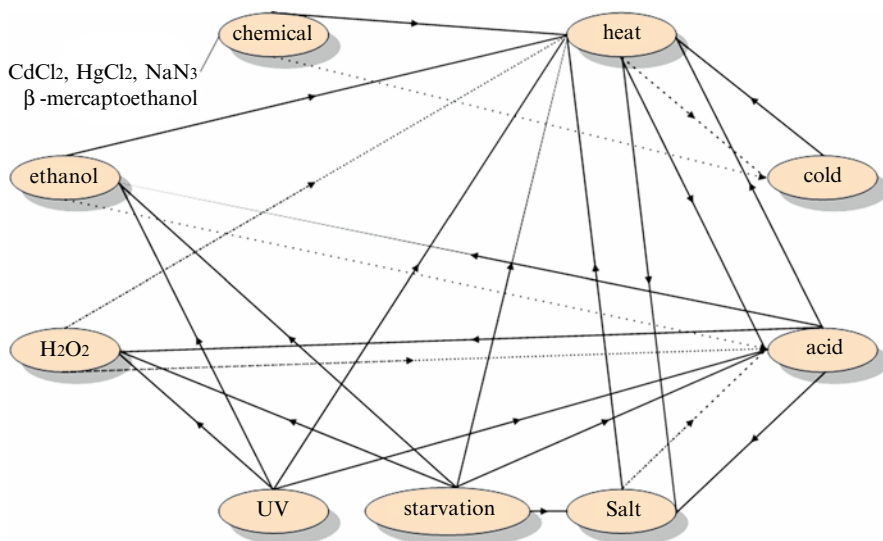 chemical
heat
CdCl2, HgCl2, NaN3
β-mercaptoethanol
ethanol
cold
H2O2
acid
UV
starvation
Salt